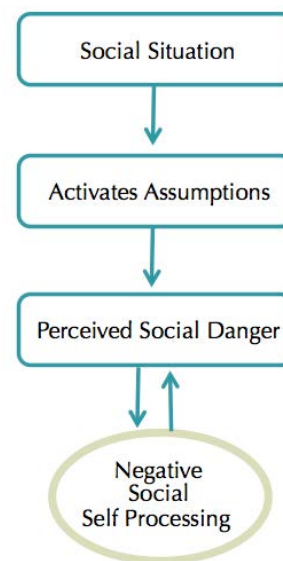 Social Situation
Activates Assumptions
Perceived Social Danger
Negative
Social
Self Processing